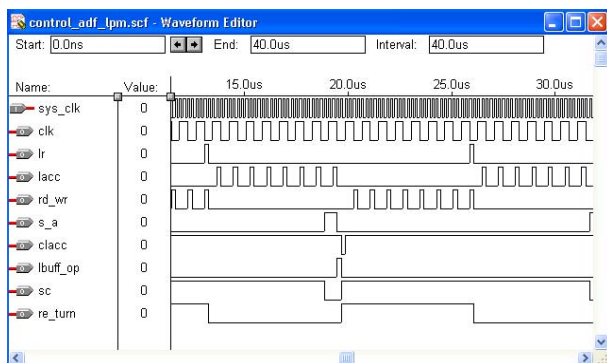 control_adf_lpm.scf - Waveform Editor
Start: 0.0ns End: 40.0us Interval: 40.0us
Name: Value: 15.0us 20.0us 25.0us 30.0us
sys_clk 0
clk 0
lr 0
lacc 0
rd_wr 0
s_a 0
clacc 0
lbuff_op 0
sc 0
re_turn 0